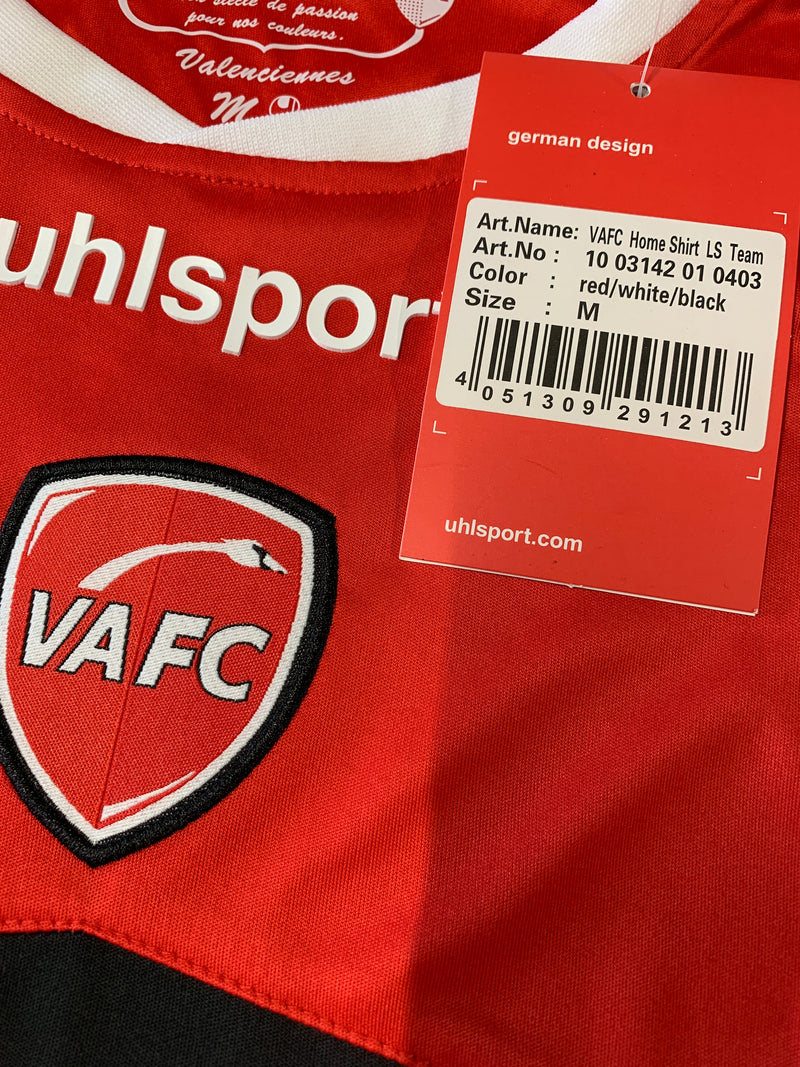 siècle de passion
pour nos couleurs.
Valenciennes
M
uhlspor
VAFC
german design
Art.Name: VAFC Home Shirt LS Team
Art.No : 10 03142 01 0403
Color : red/white/black
Size : M
4 051309 291213
uhlsport.com